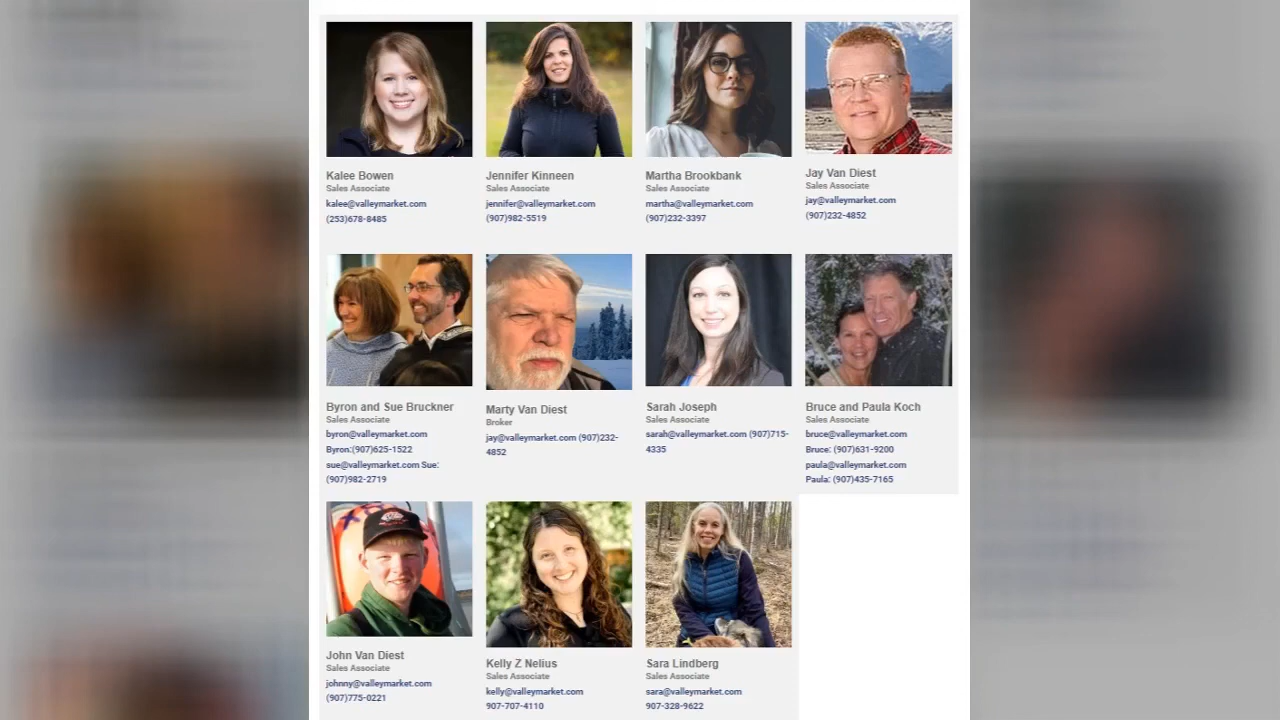 Kalee Bowen
Sales Associate
kalee@valleymarket.com
(253)678-8485
Jennifer Kinneen
Sales Associate
jennifer@valleymarket.com
(907)982-5519
Martha Brookbank
Sales Associate
martha@valleymarket.com
(907)232-3397
Jay Van Diest
Sales Associate
jay@valleymarket.com
(907)232-4852
Byron and Sue Bruckner
Sales Associate
byron@valleymarket.com
Byron:(907)625-1522
sue@valleymarket.com Sue:
(907)982-2719
Marty Van Diest
Broker
jay@valleymarket.com (907)232-
4852
Sarah Joseph
Sales Associate
sarah@valleymarket.com (907)715-
4335
Bruce and Paula Koch
Sales Associate
bruce@valleymarket.com
Bruce: (907)631-9200
paula@valleymarket.com
Paula: (907)435-7165
John Van Diest
Sales Associate
johnny@valleymarket.com
(907)775-0221
Kelly Z Nelius
Sales Associate
kelly@valleymarket.com
907-707-4110
Sara Lindberg
Sales Associate
sara@valleymarket.com
907-328-9622